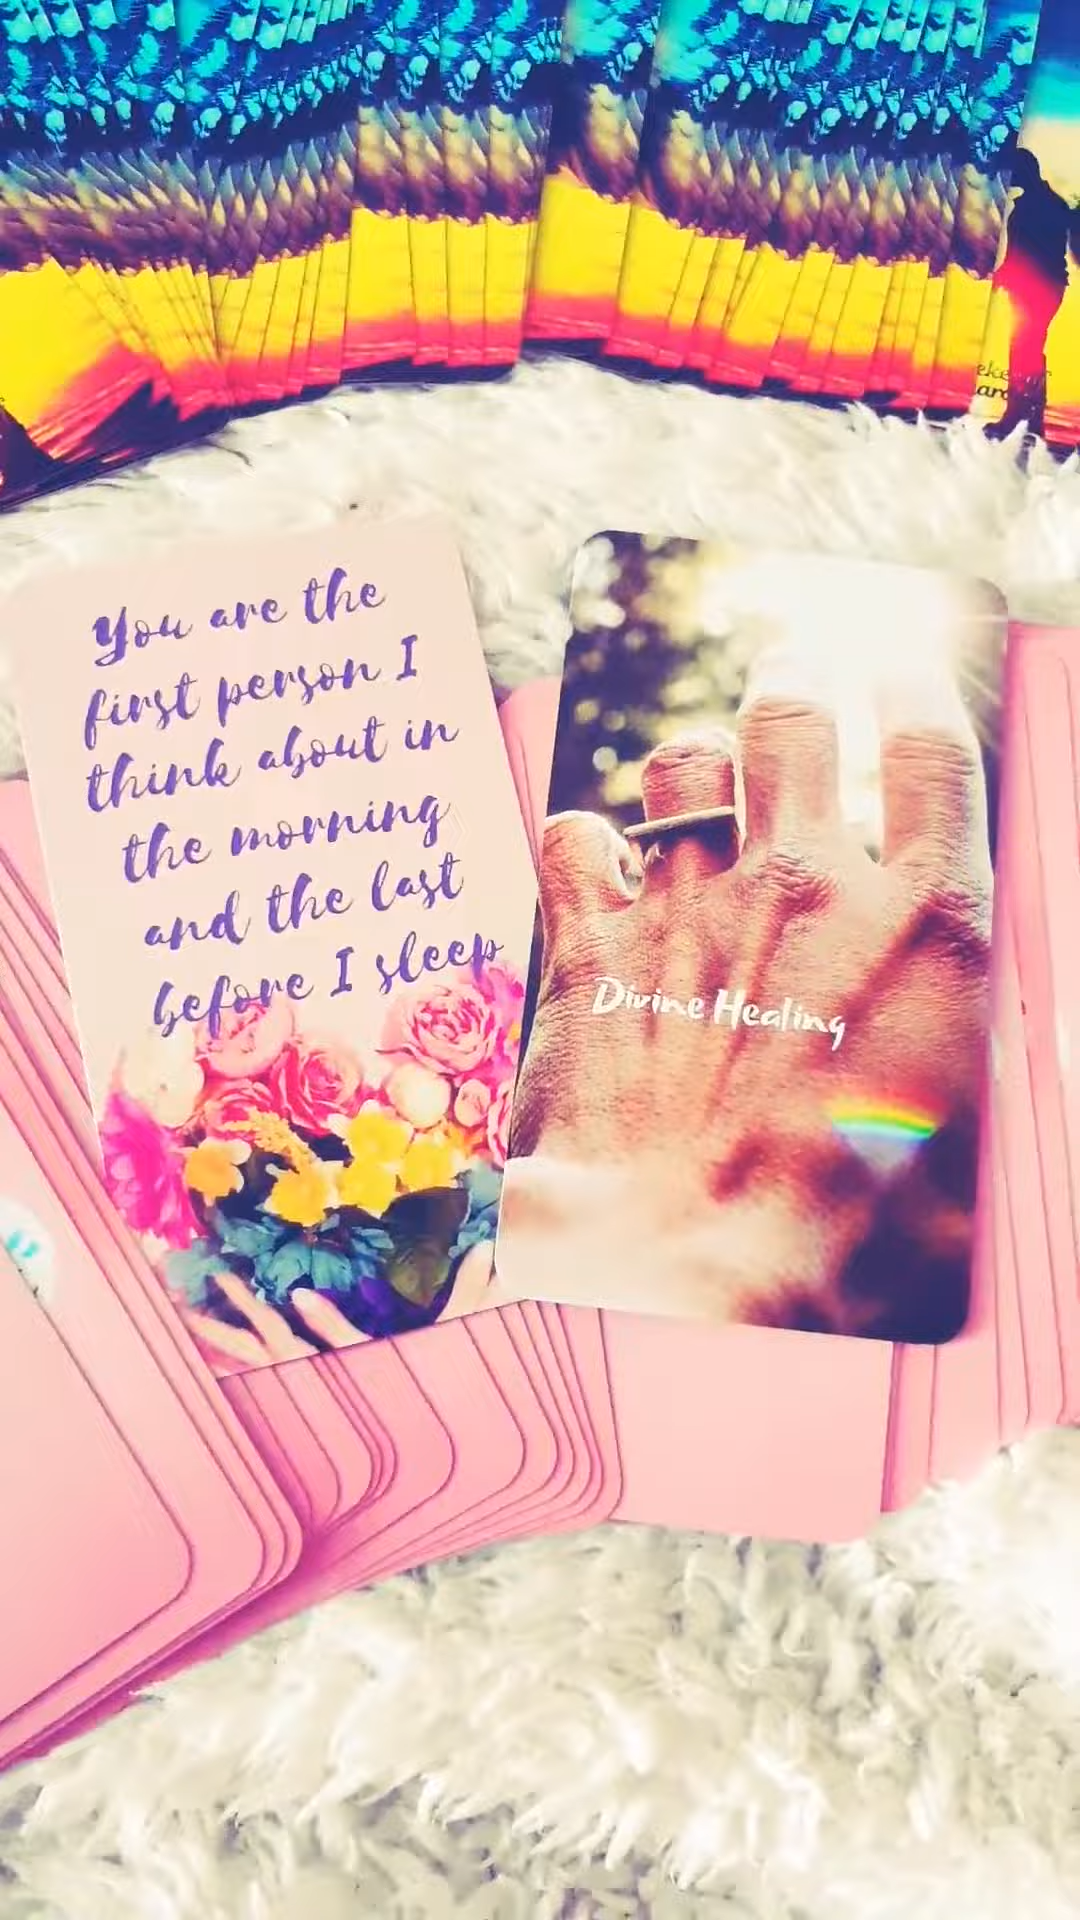 You are the
first person I
think about in
the morning
and the last
before I sleep
Divine Healing